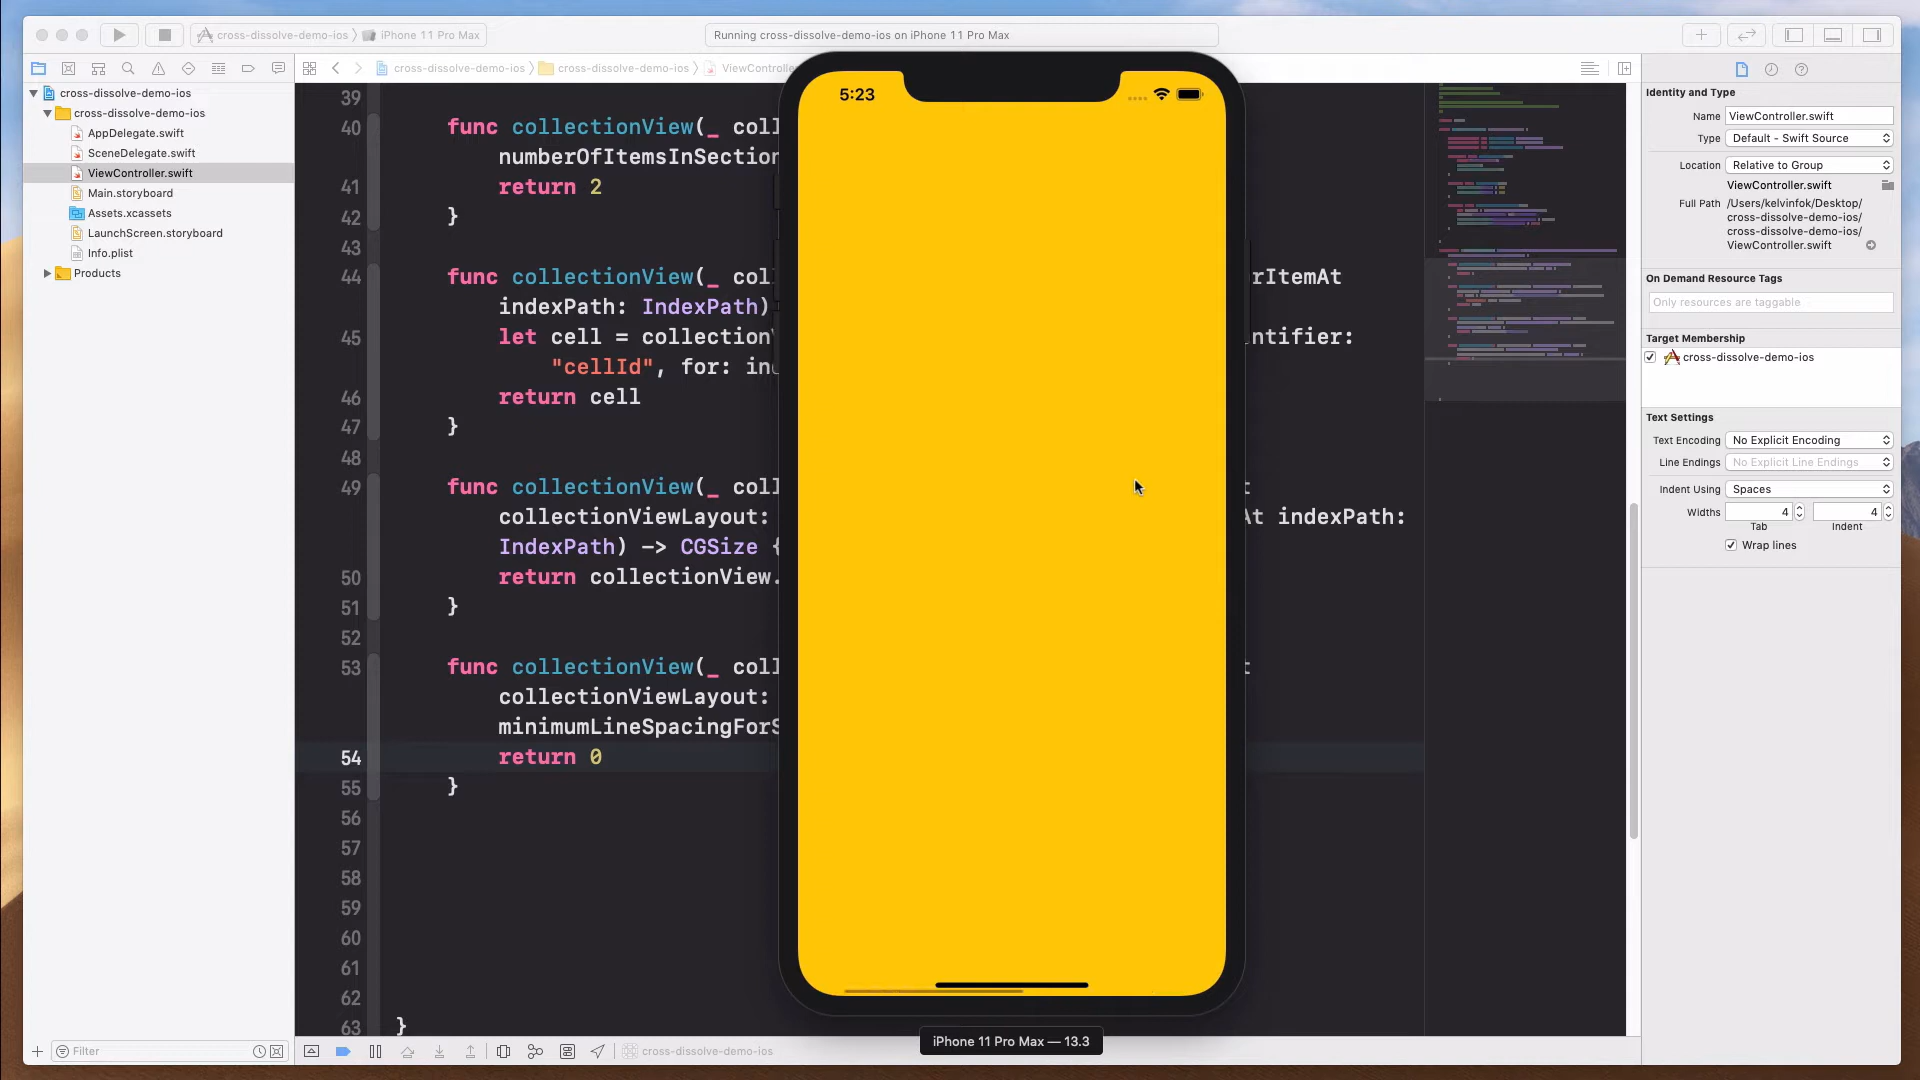 cross-dissolve-demo-ios
iPhone 11 Pro Max
Running cross-dissolve-demo-ios on iPhone 11 Pro Max
cross-dissolve-demo-ios
cross-dissolve-demo-ios
ViewController
cross-dissolve-demo-ios
cross-dissolve-demo-ios
AppDelegate.swift
SceneDelegate.swift
ViewController.swift
Main.storyboard
Assets.xcassets
LaunchScreen.storyboard
Info.plist
Products
Filter
39
40 func collectionView(_ coll
numberOfItemsInSection
41 return 2
42 }
43
44 func collectionView(_ coll rItemAt
indexPath: IndexPath)
45 let cell = collection ntifier:
"cellId", for: in
46 return cell
47 }
48
49 func collectionView(_ coll t
collectionViewLayout: At indexPath:
IndexPath) -> CGSize {
50 return collectionView.
51 }
52
53 func collectionView(_ coll t
collectionViewLayout:
minimumLineSpacingForS
54 return 0
55 }
56
57
58
59
60
61
62
63 }
5:23
iPhone 11 Pro Max — 13.3
cross-dissolve-demo-ios
Identity and Type
Name ViewController.swift
Type Default - Swift Source
Location Relative to Group
ViewController.swift
Full Path /Users/kelvinfok/Desktop/
cross-dissolve-demo-ios/
cross-dissolve-demo-ios/
ViewController.swift
On Demand Resource Tags
Only resources are taggable
Target Membership
cross-dissolve-demo-ios
Text Settings
Text Encoding No Explicit Encoding
Line Endings No Explicit Line Endings
Indent Using Spaces
Widths 4 4
Tab Indent
Wrap lines